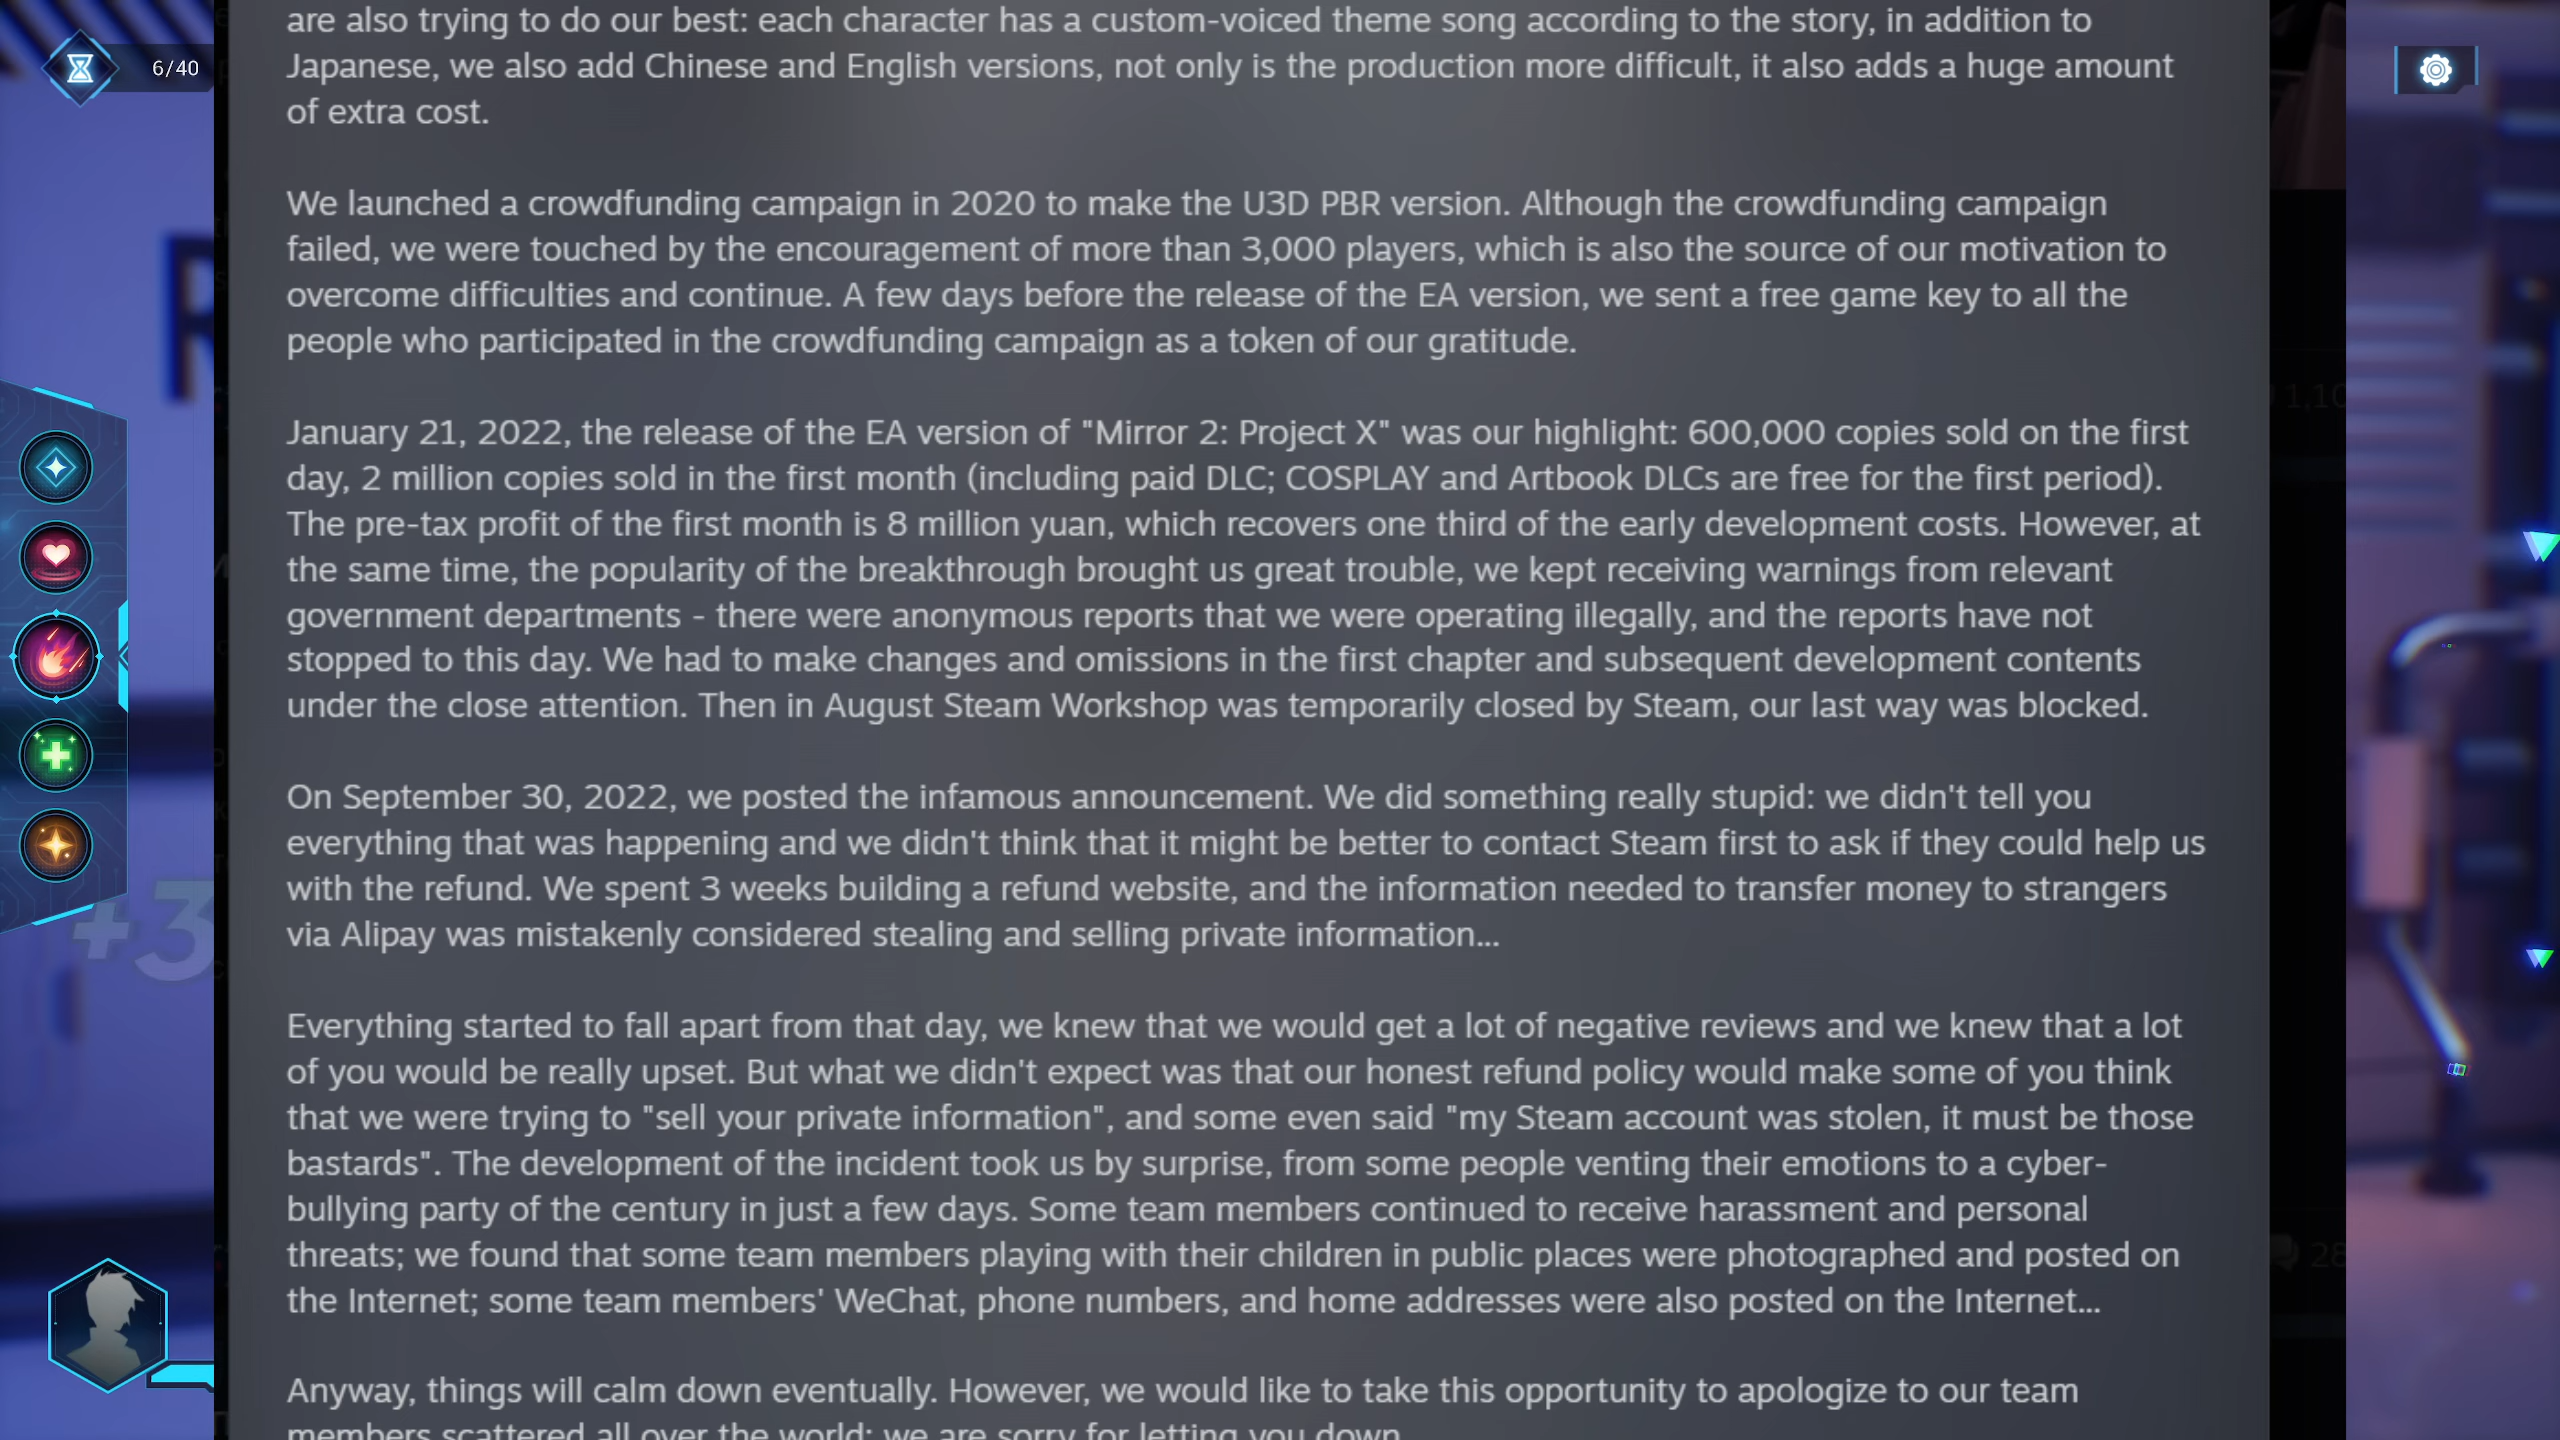 are also trying to do our best: each character has a custom-voiced theme song according to the story, in addition to
6/40
Japanese, we also add Chinese and English versions, not only is the production more difficult, it also adds a huge amount
of extra cost.
We launched a crowdfunding campaign in 2020 to make the U3D PBR version. Although the crowdfunding campaign
failed, we were touched by the encouragement of more than 3,000 players, which is also the source of our motivation to
overcome difficulties and continue. A few days before the release of the EA version, we sent a free game key to all the
people who participated in the crowdfunding campaign as a token of our gratitude.
January 21, 2022, the release of the EA version of "Mirror 2: Project X" was our highlight: 600,000 copies sold on the first
day, 2 million copies sold in the first month (including paid DLC; COSPLAY and Artbook DLCs are free for the first period).
The pre-tax profit of the first month is 8 million yuan, which recovers one third of the early development costs. However, at
the same time, the popularity of the breakthrough brought us great trouble, we kept receiving warnings from relevant
government departments - there were anonymous reports that we were operating illegally, and the reports have not
stopped to this day. We had to make changes and omissions in the first chapter and subsequent development contents
under the close attention. Then in August Steam Workshop was temporarily closed by Steam, our last way was blocked.
On September 30, 2022, we posted the infamous announcement. We did something really stupid: we didn't tell you
everything that was happening and we didn't think that it might be better to contact Steam first to ask if they could help us
with the refund. We spent 3 weeks building a refund website, and the information needed to transfer money to strangers
via Alipay was mistakenly considered stealing and selling private information...
+3
Everything started to fall apart from that day, we knew that we would get a lot of negative reviews and we knew that a lot
of you would be really upset. But what we didn't expect was that our honest refund policy would make some of you think
that we were trying to "sell your private information", and some even said "my Steam account was stolen, it must be those
bastards". The development of the incident took us by surprise, from some people venting their emotions to a cyber-
bullying party of the century in just a few days. Some team members continued to receive harassment and personal
threats; we found that some team members playing with their children in public places were photographed and posted on
the Internet; some team members' WeChat, phone numbers, and home addresses were also posted on the Internet...
Anyway, things will calm down eventually. However, we would like to take this opportunity to apologize to our team
members scattered all over the world: we are sorry for letting you down